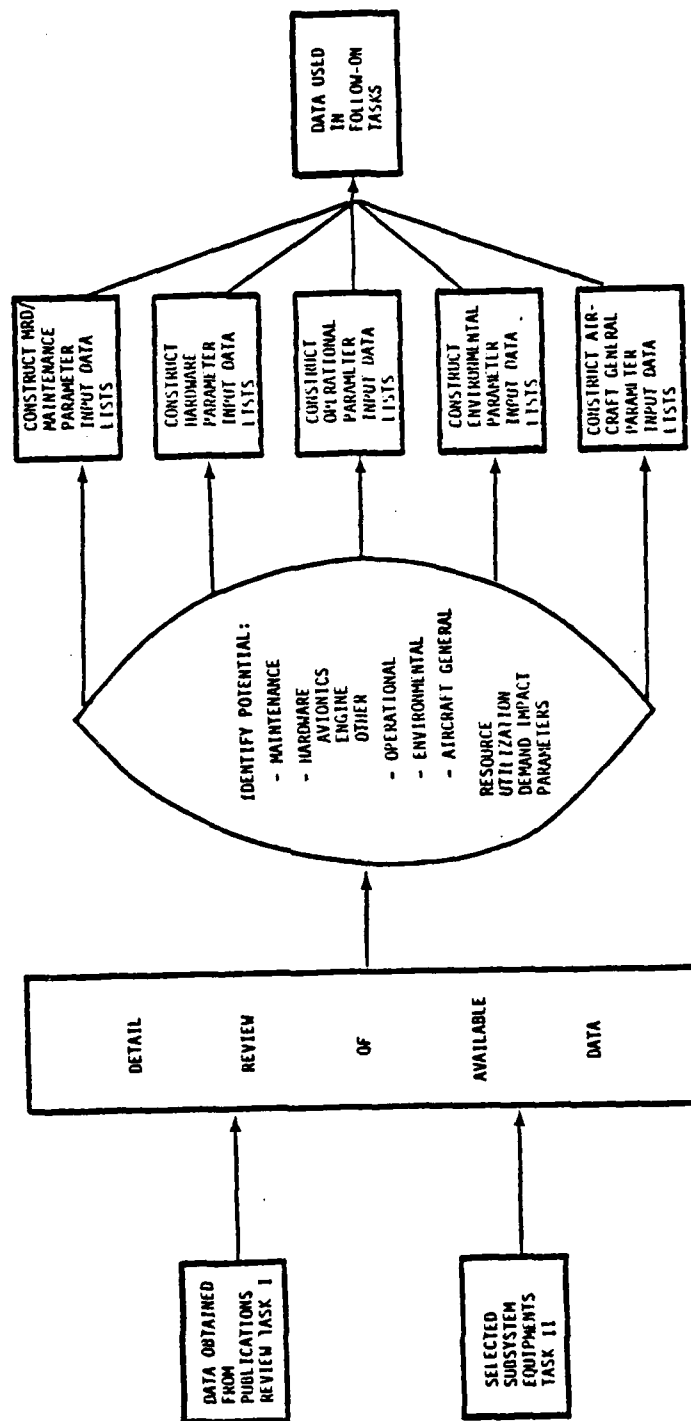 DATA OBTAINED
FROM
PUBLICATIONS
REVIEW TASK I
SELECTED
SUBSYSTEM
EQUIPMENTS
TASK II
DETAIL
REVIEW
OF
AVAILABLE
DATA
IDENTIFY POTENTIAL:
- MAINTENANCE
- HARDWARE
AVIONICS
ENGINE
OTHER
- OPERATIONAL
- ENVIRONMENTAL
- AIRCRAFT GENERAL
RESOURCE
UTILIZATION
DEMAND IMPACT
PARAMETERS
CONSTRUCT MRD/
MAINTENANCE
PARAMETER
INPUT DATA
LISTS
CONSTRUCT
HARDWARE
PARAMETER
INPUT DATA
LISTS
CONSTRUCT
OPERATIONAL
PARAMETER
INPUT DATA
LISTS
CONSTRUCT
ENVIRONMENTAL
PARAMETER
INPUT DATA
LISTS
CONSTRUCT AIR-
CRAFT GENERAL
PARAMETER
INPUT DATA
LISTS
DATA USED
IN
FOLLOW-ON
TASKS